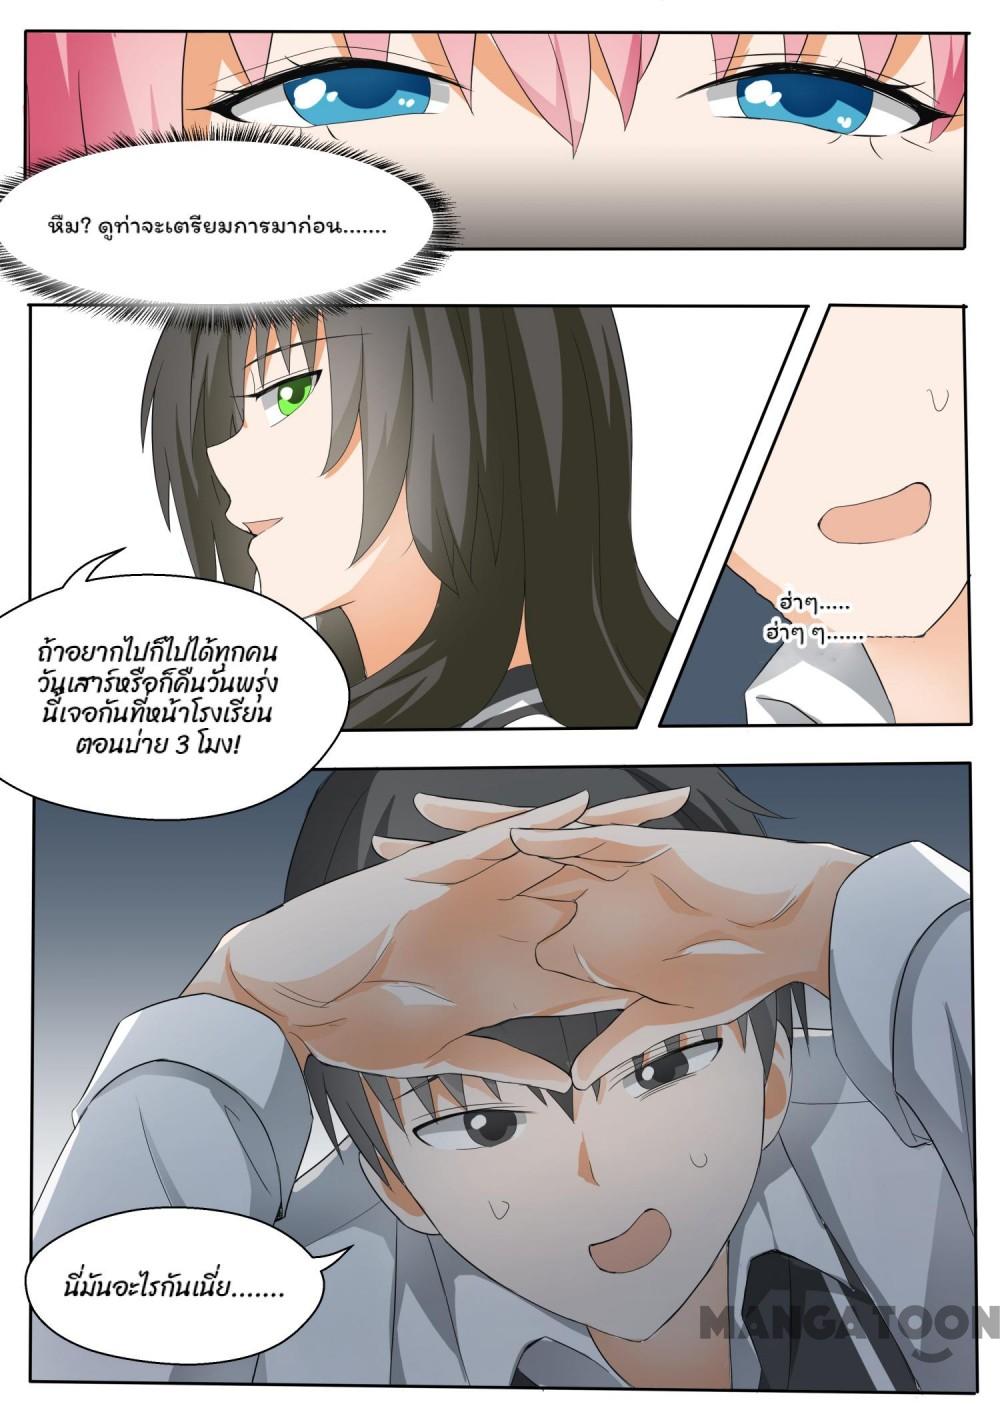 หืม? ดูท่าจะเตรียมการมาก่อน.......
ถ้าอยากไปก็ไปได้ทุกคน
วันเสาร์หรือก็คืนวันพรุ่ง
นี้เจอกันที่หน้าโรงเรียน
ตอนบ่าย 3 โมง!
ฮ่าๆ.....
ฮ่าๆ ๆ......
นี่มันอะไรกันเนี่ย.......
MANGATOON